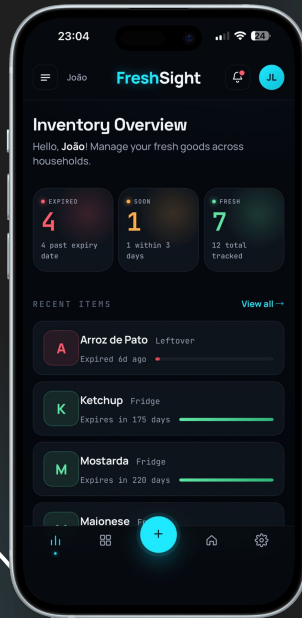 23:04
24
João
FreshSight
JL
Inventory Overview
Hello, João! Manage your fresh goods across
households.
EXPIRED
4
4 past expiry
date
SOON
1
1 within 3
days
FRESH
7
12 total
tracked
RECENT ITEMS
View all →
A
Arroz de Pato Leftover
Expired 6d ago
K
Ketchup Fridge
Expires in 175 days
M
Mostarda Fridge
Expires in 220 days
Maionese
+